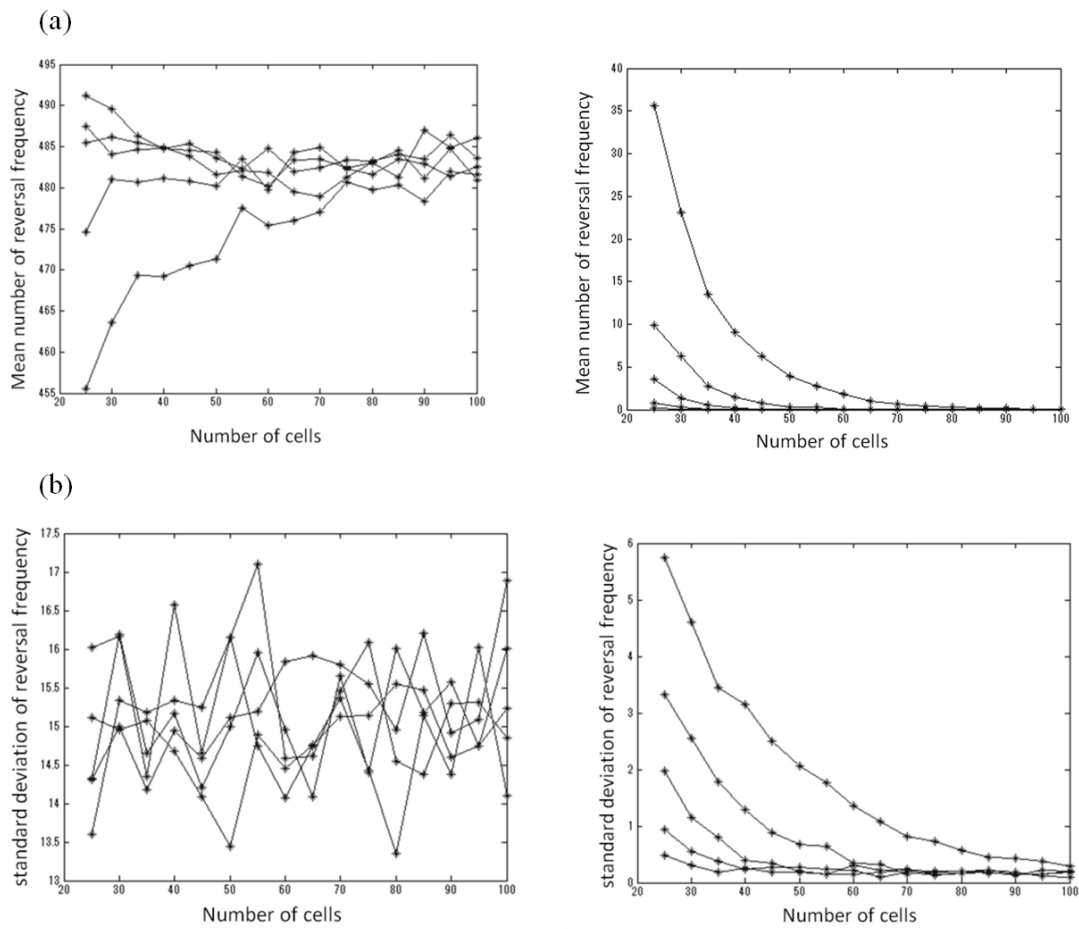 (a)
Mean number of reversal frequency
495
490
485
480
475
470
465
460
455
20 30 40 50 60 70 80 90 100
Number of cells
Mean number of reversal frequency
40
35
30
25
20
15
10
5
0
20 30 40 50 60 70 80 90 100
Number of cells
(b)
standard deviation of reversal frequency
17.5
17
16.5
16
15.5
15
14.5
14
13.5
13
20 30 40 50 60 70 80 90 100
Number of cells
standard deviation of reversal frequency
6
5
4
3
2
1
0
20 30 40 50 60 70 80 90 100
Number of cells